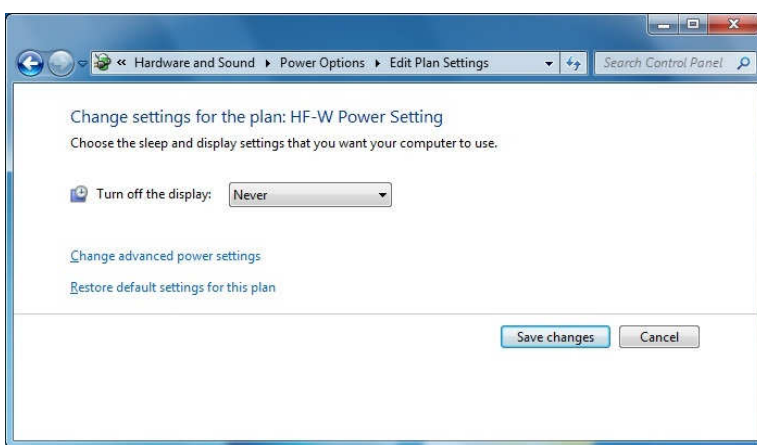 « Hardware and Sound ▸ Power Options ▸ Edit Plan Settings
Search Control Panel
Change settings for the plan: HF-W Power Setting
Choose the sleep and display settings that you want your computer to use.
Turn off the display: Never
Change advanced power settings
Restore default settings for this plan
Save changes Cancel